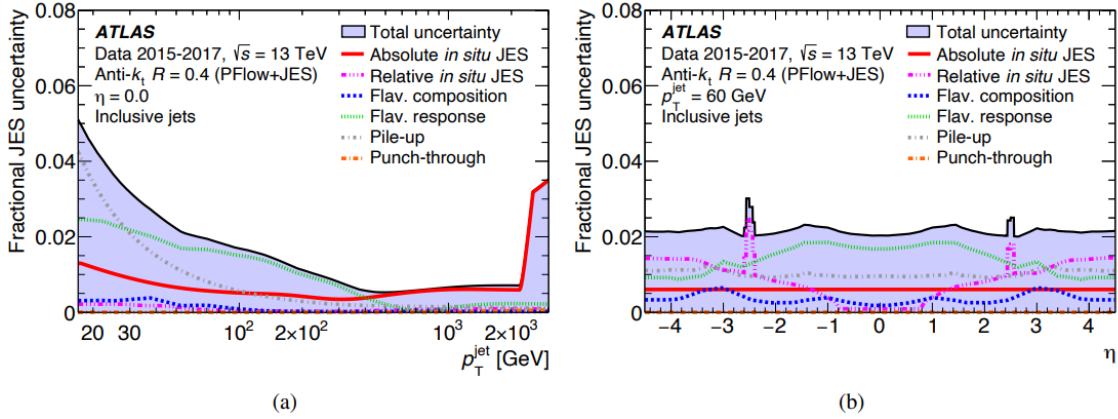 ATLAS
Data 2015-2017, √s = 13 TeV
Anti-kt R = 0.4 (PFlow+JES)
η = 0.0
Inclusive jets
Total uncertainty
Absolute in situ JES
Relative in situ JES
Flav. composition
Flav. response
Pile-up
Punch-through
Fractional JES uncertainty
0.08
0.06
0.04
0.02
0
20 30 10² 2×10² 10³ 2×10³
pT^jet [GeV]
(a)
ATLAS
Data 2015-2017, √s = 13 TeV
Anti-kt R = 0.4 (PFlow+JES)
pT^jet = 60 GeV
Inclusive jets
Total uncertainty
Absolute in situ JES
Relative in situ JES
Flav. composition
Flav. response
Pile-up
Punch-through
Fractional JES uncertainty
0.08
0.06
0.04
0.02
0
−4 −3 −2 −1 0 1 2 3 4
η
(b)